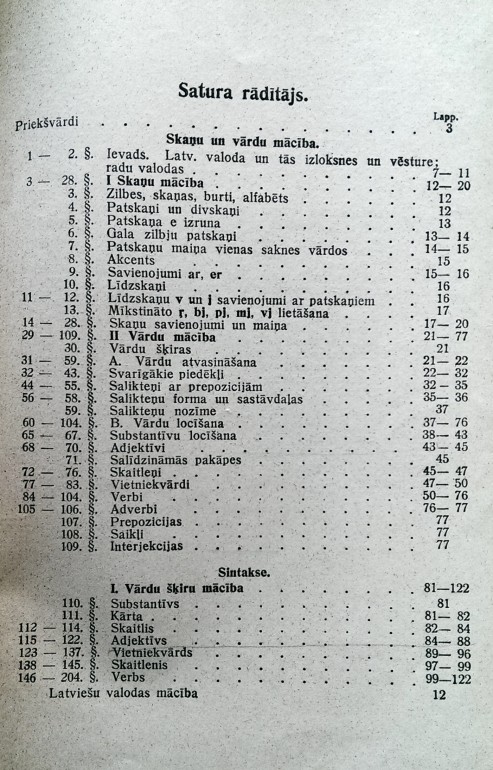 Satura rādītājs.
Lapp.
Priekšvārdi . . . . . . . . . . . . . 3
Skaņu un vārdu mācība.
1 — 2. §. Ievads. Latv. valoda un tās izloksnes un vēsture;
radu valodas . . . . . . . . . 7— 11
3 — 28. §. I Skaņu mācība . . . . . . . . 12— 20
3. §. Zilbes, skaņas, burti, alfabēts . . . . . 12
4. §. Patskaņi un divskaņi . . . . . . . 12
5. §. Patskaņa e izruna . . . . . . . . 13
6. §. Gala zilbju patskaņi . . . . . . . 13— 14
7. §. Patskaņu maiņa vienas saknes vārdos . . . 14— 15
8. §. Akcents . . . . . . . . . . 15
9. §. Savienojumi ar, er . . . . . . . . 15— 16
10. §. Līdzskaņi . . . . . . . . . . 16
11 — 12. §. Līdzskaņu v un j savienojumi ar patskaņiem . . 16
13. §. Mīkstināto r, bj, pj, mj, vj lietāšana . . . . 17
14 — 28. §. Skaņu savienojumi un maiņa . . . . . 17— 20
29 — 109. §. II Vārdu mācība . . . . . . . . 21— 77
30. §. Vārdu šķiras . . . . . . . . . 21
31 — 59. §. A. Vārdu atvasināšana . . . . . . 21— 22
32 — 43. §. Svarīgākie piedēkļi . . . . . . . 22— 32
44 — 55. §. Salikteņi ar prepozicijām . . . . . . 32 — 35
56 — 58. §. Salikteņu forma un sastāvdaļas . . . . . 35— 36
59. §. Salikteņu nozīme . . . . . . . . 37
60 — 104. §. B. Vārdu locīšana . . . . . . . . 37— 76
65 — 67. §. Substantīvu locīšana . . . . . . . 38— 43
68 — 70. §. Adjektīvi . . . . . . . . . . 43— 45
71. §. Salīdzināmās pakāpes . . . . . . . 45
72 — 76. §. Skaitleņi . . . . . . . . . . 45— 47
77 — 83. §. Vietniekvārdi . . . . . . . . . 47— 50
84 — 104. §. Verbi . . . . . . . . . . . 50— 76
105 — 106. §. Adverbi . . . . . . . . . . 76— 77
107. §. Prepozicijas . . . . . . . . . 77
108. §. Saikļi . . . . . . . . . . . 77
109. §. Interjekcijas . . . . . . . . . 77
Sintakse.
I. Vārdu šķiru mācība . . . . . . . 81—122
110. §. Substantīvs . . . . . . . . . 81
111. §. Kārta . . . . . . . . . . . 81— 82
112 — 114. §. Skaitlis . . . . . . . . . . 82— 84
115 — 122. §. Adjektīvs . . . . . . . . . . 84— 88
123 — 137. §. Vietniekvārds . . . . . . . . . 89— 96
138 — 145. §. Skaitlenis . . . . . . . . . . 97— 99
146 — 204. §. Verbs . . . . . . . . . . . 99—122
Latviešu valodas mācība 12